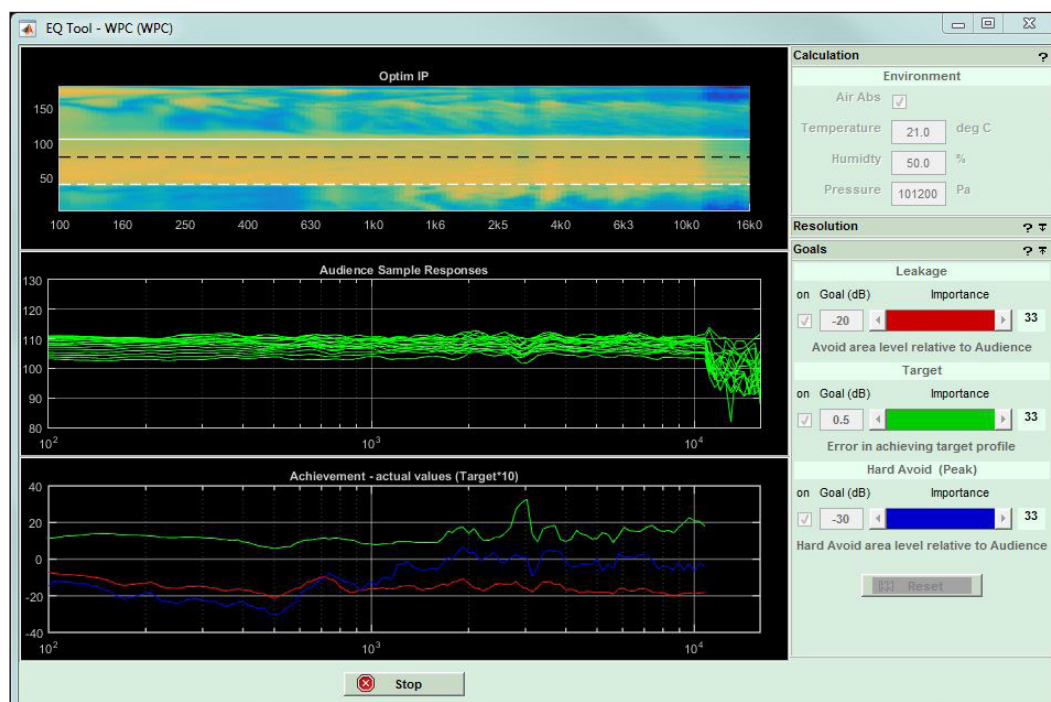 EQ Tool - WPC (WPC)
Optim IP
150
100
50
100 160 250 400 630 1k0 1k6 2k5 4k0 6k3 10k0 16k0
Audience Sample Responses
130
120
110
100
90
80
10² 10³ 10⁴
Achievement - actual values (Target*10)
40
20
0
-20
-40
10² 10³ 10⁴
Stop
Calculation ?
Environment
Air Abs
Temperature 21.0 deg C
Humidty 50.0 %
Pressure 101200 Pa
Resolution ?
Goals ?
Leakage
on Goal (dB) Importance
-20 33
Avoid area level relative to Audience
Target
on Goal (dB) Importance
0.5 33
Error in achieving target profile
Hard Avoid (Peak)
on Goal (dB) Importance
-30 33
Hard Avoid area level relative to Audience
Reset